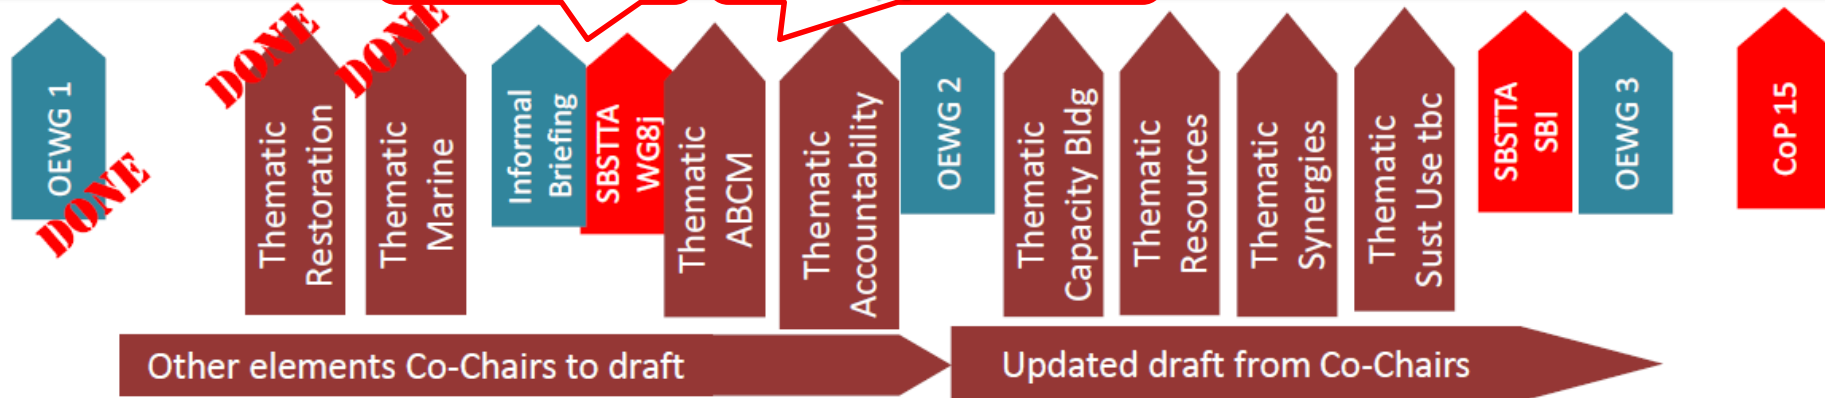 OEWG 1
DONE
DONE
Thematic
Restoration
DONE
Thematic
Marine
Informal
Briefing
SBSTTA
WG8j
Thematic
ABCM
Thematic
Accountability
OEWG 2
Thematic
Capacity Bldg
Thematic
Resources
Thematic
Synergies
Thematic
Sust Use tbc
SBSTTA
SBI
OEWG 3
CoP 15
Other elements Co-Chairs to draft
Updated draft from Co-Chairs